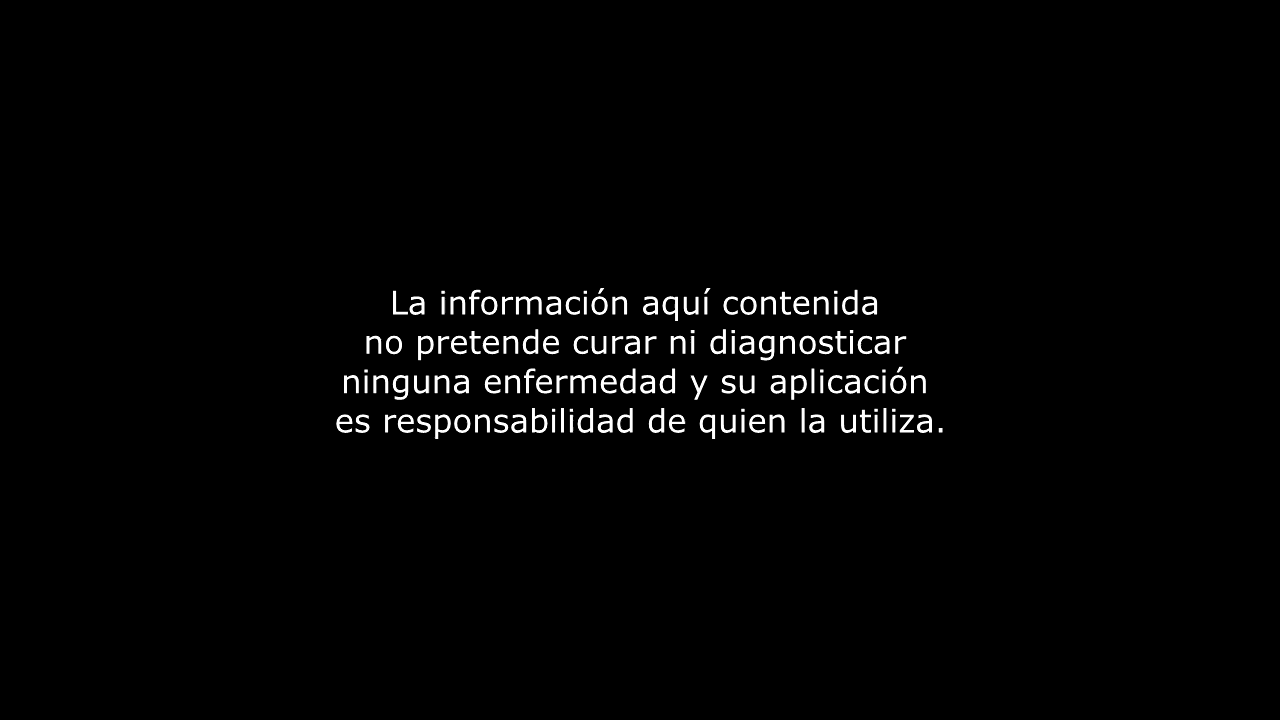 La información aquí contenida
no pretende curar ni diagnosticar
ninguna enfermedad y su aplicación
es responsabilidad de quien la utiliza.